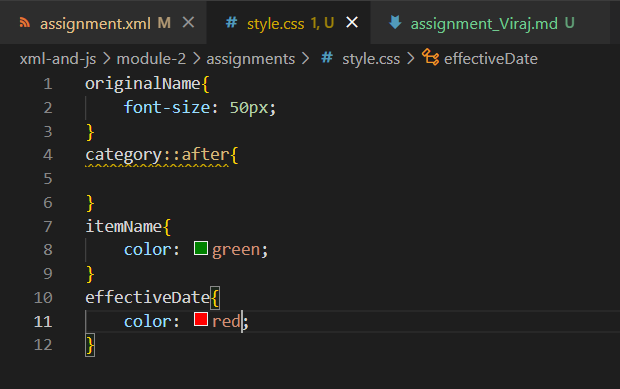 assignment.xml M
style.css 1, U
assignment_Viraj.md U
xml-and-js > module-2 > assignments > # style.css > effectiveDate
1 originalName{
2 font-size: 50px;
3 }
4 category::after{
5
6 }
7 itemName{
8 color: green;
9 }
10 effectiveDate{
11 color: red;
12 }